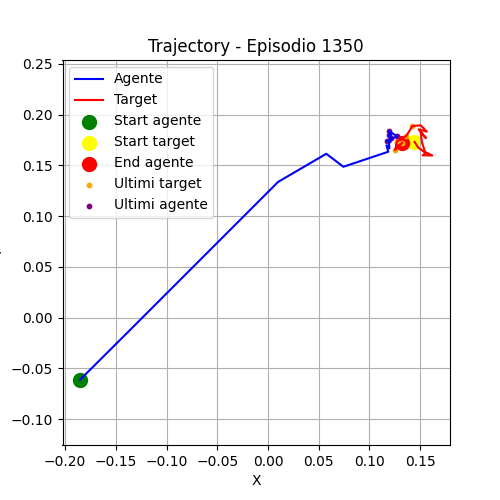 Trajectory - Episodio 1350
0.25
0.20
0.15
0.10
0.05
0.00
−0.05
−0.10
Agente
Target
Start agente
Start target
End agente
Ultimi target
Ultimi agente
−0.20 −0.15 −0.10 −0.05 0.00 0.05 0.10 0.15
X